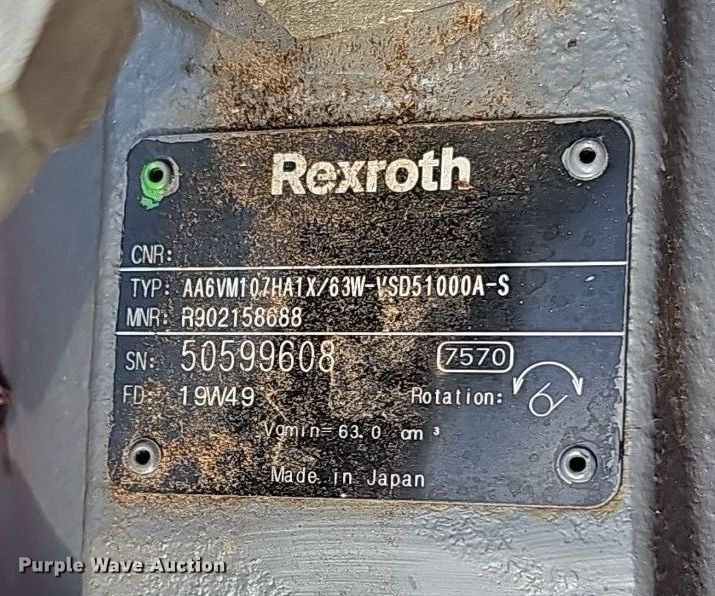 Rexroth
CNR:
TYP: AA6VM107HA1X/63W-VSD51000A-S
MNR: R902158688
SN: 50599608 7570
FD: 19W49 Rotation:
Vgmin= 63.0 cm³
Made in Japan
Purple Wave Auction